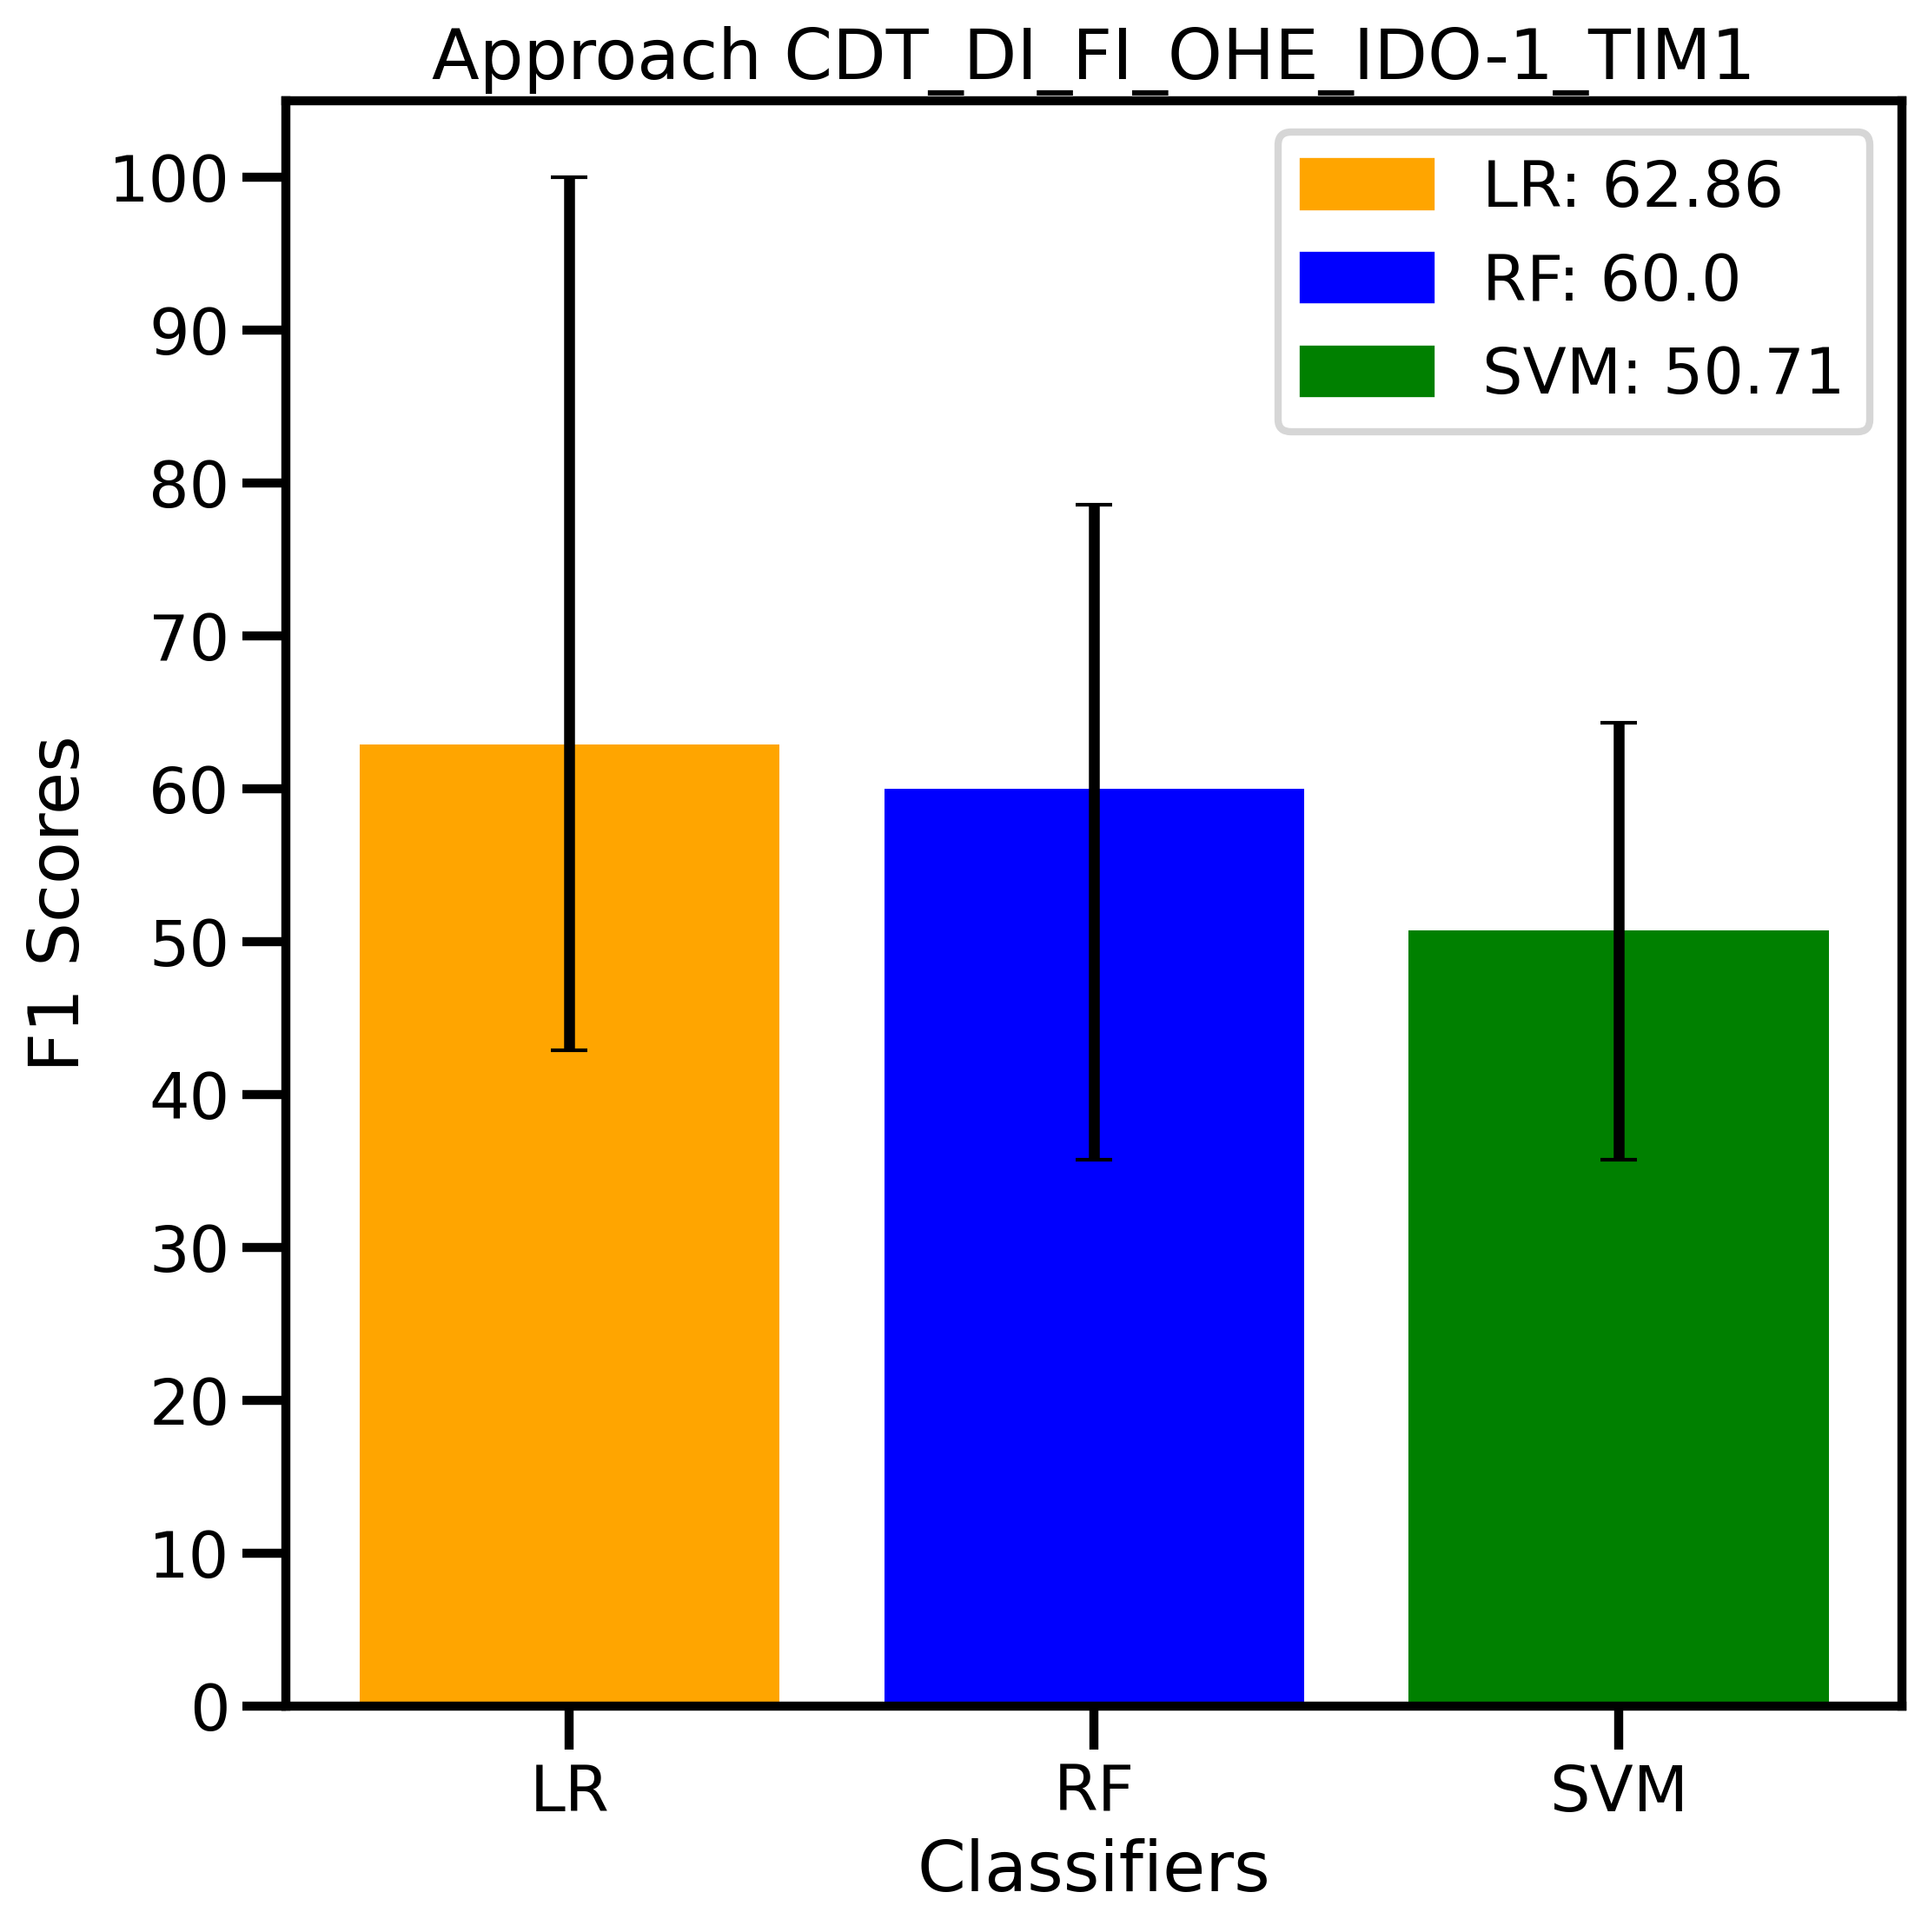 Approach CDT_DI_FI_OHE_IDO-1_TIM1
LR: 62.86
RF: 60.0
SVM: 50.71
100
90
80
70
60
50
40
30
20
10
0
F1 Scores
LR
RF
SVM
Classifiers